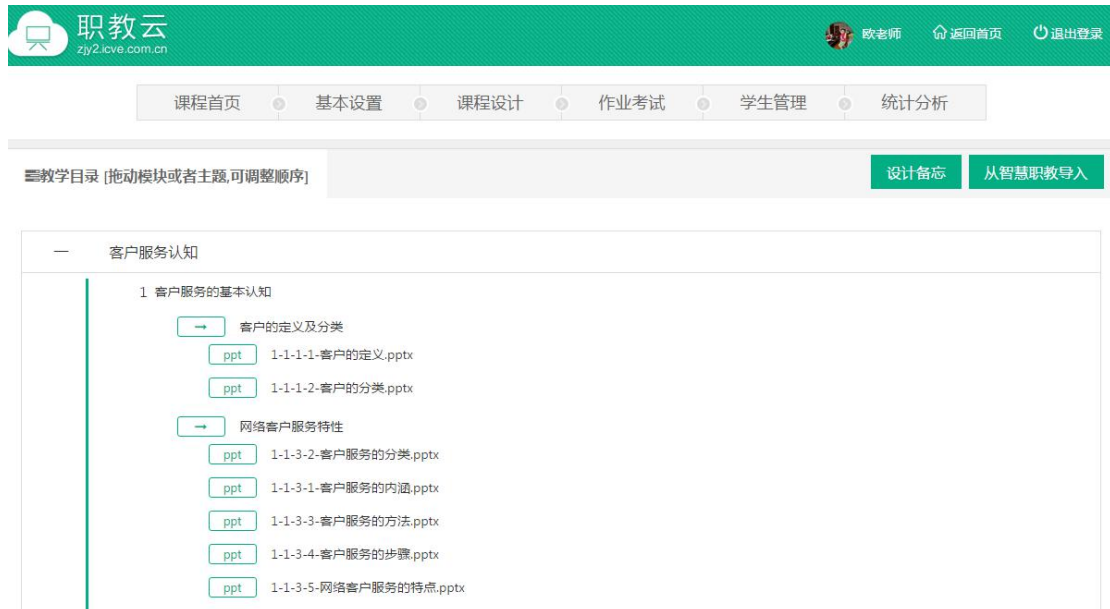 职教云
zjy2.icve.com.cn
欧老师 返回首页 退出登录
课程首页 基本设置 课程设计 作业考试 学生管理 统计分析
教学目录 [拖动模块或者主题,可调整顺序] 设计备忘 从智慧职教导入
一 客户服务认知
1 客户服务的基本认知
→ 客户的定义及分类
ppt 1-1-1-1-客户的定义.pptx
ppt 1-1-1-2-客户的分类.pptx
→ 网络客户服务特性
ppt 1-1-3-2-客户服务的分类.pptx
ppt 1-1-3-1-客户服务的内涵.pptx
ppt 1-1-3-3-客户服务的方法.pptx
ppt 1-1-3-4-客户服务的步骤.pptx
ppt 1-1-3-5-网络客户服务的特点.pptx